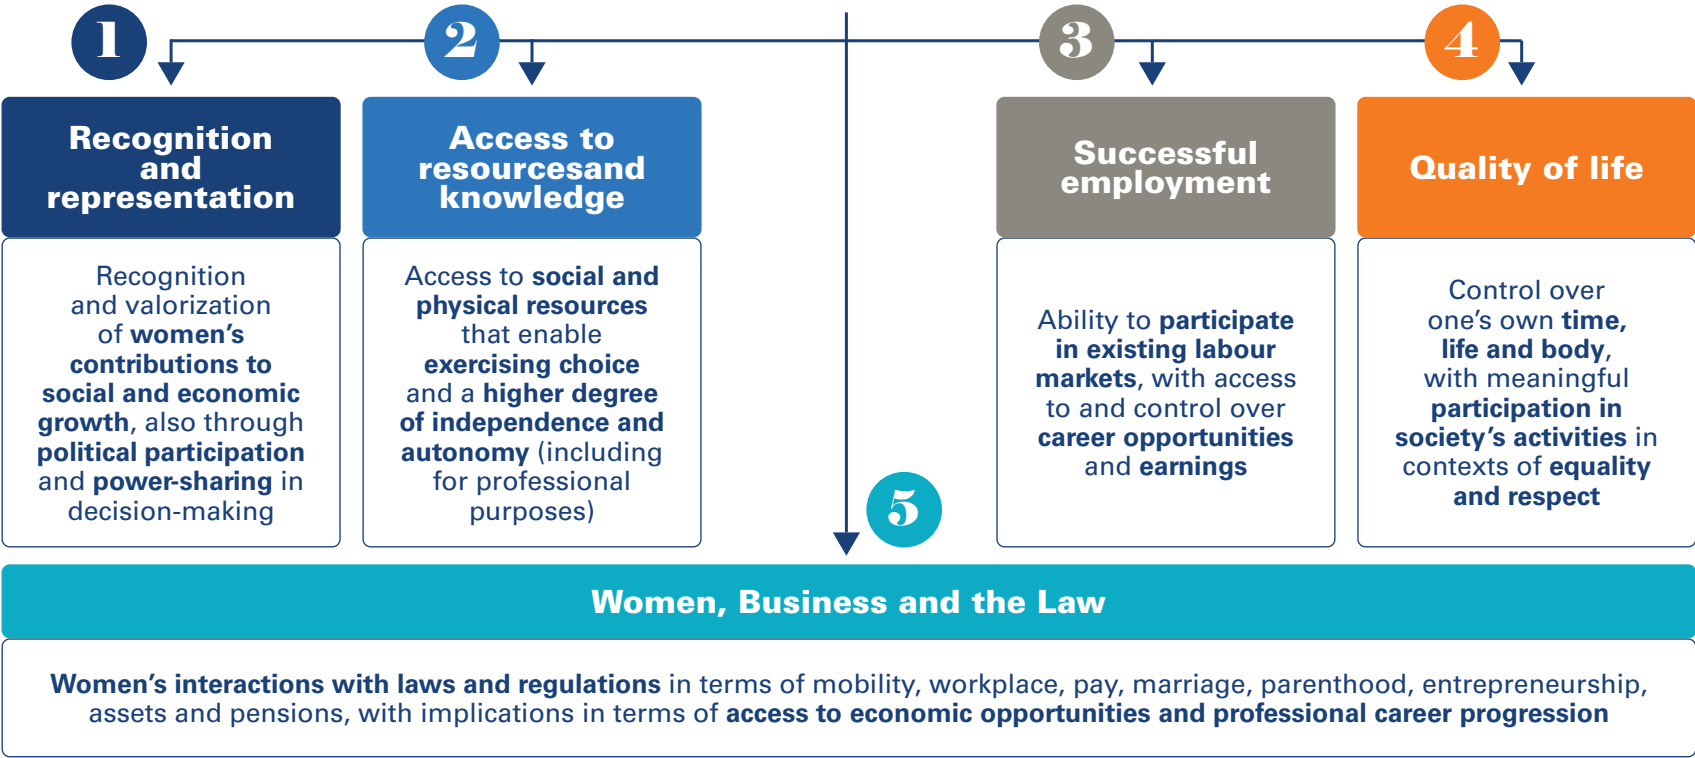 1
Recognition
and
representation
Recognition
and valorization
of women’s
contributions to
social and economic
growth, also through
political participation
and power-sharing in
decision-making
2
Access to
resourcesand
knowledge
Access to social and
physical resources
that enable
exercising choice
and a higher degree
of independence and
autonomy (including
for professional
purposes)
3
Successful
employment
Ability to participate
in existing labour
markets, with access
to and control over
career opportunities
and earnings
4
Quality of life
Control over
one’s own time,
life and body,
with meaningful
participation in
society’s activities in
contexts of equality
and respect
5
Women, Business and the Law
Women’s interactions with laws and regulations in terms of mobility, workplace, pay, marriage, parenthood, entrepreneurship,
assets and pensions, with implications in terms of access to economic opportunities and professional career progression